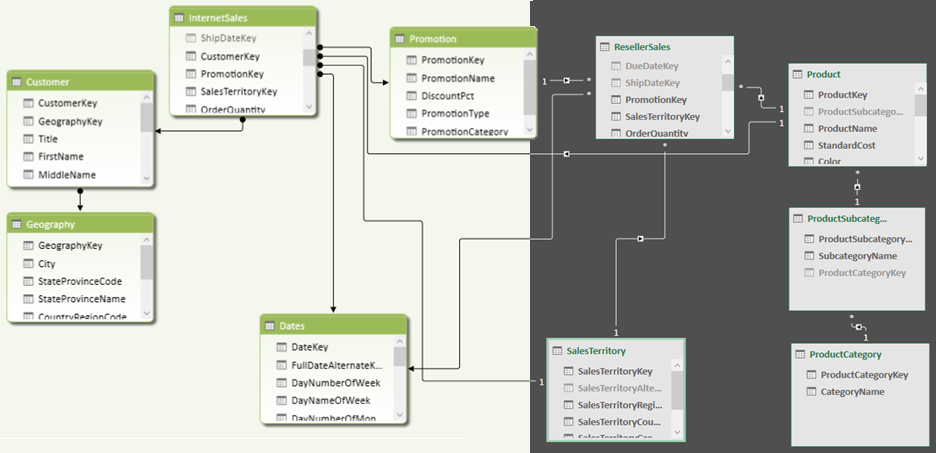 InternetSales
ShipDateKey
CustomerKey
PromotionKey
SalesTerritoryKey
OrderQuantity
Promotion
PromotionKey
PromotionName
DiscountPct
PromotionType
PromotionCategory
ResellerSales
DueDateKey
ShipDateKey
PromotionKey
SalesTerritoryKey
OrderQuantity
Product
ProductKey
ProductSubcatego...
ProductName
StandardCost
Color
Customer
CustomerKey
GeographyKey
Title
FirstName
MiddleName
Geography
GeographyKey
City
StateProvinceCode
StateProvinceName
CountryRegionCode
ProductSubcateg...
ProductSubcategory...
SubcategoryName
ProductCategoryKey
Dates
DateKey
FullDateAlternateK...
DayNumberOfWeek
DayNameOfWeek
DayNumberOfMon
SalesTerritory
SalesTerritoryKey
SalesTerritoryAlte...
SalesTerritoryRegi...
SalesTerritoryCou...
SalesTerritoryGro
ProductCategory
ProductCategoryKey
CategoryName
1
*
*
*
1
1
*
*
1
1
1
*
1